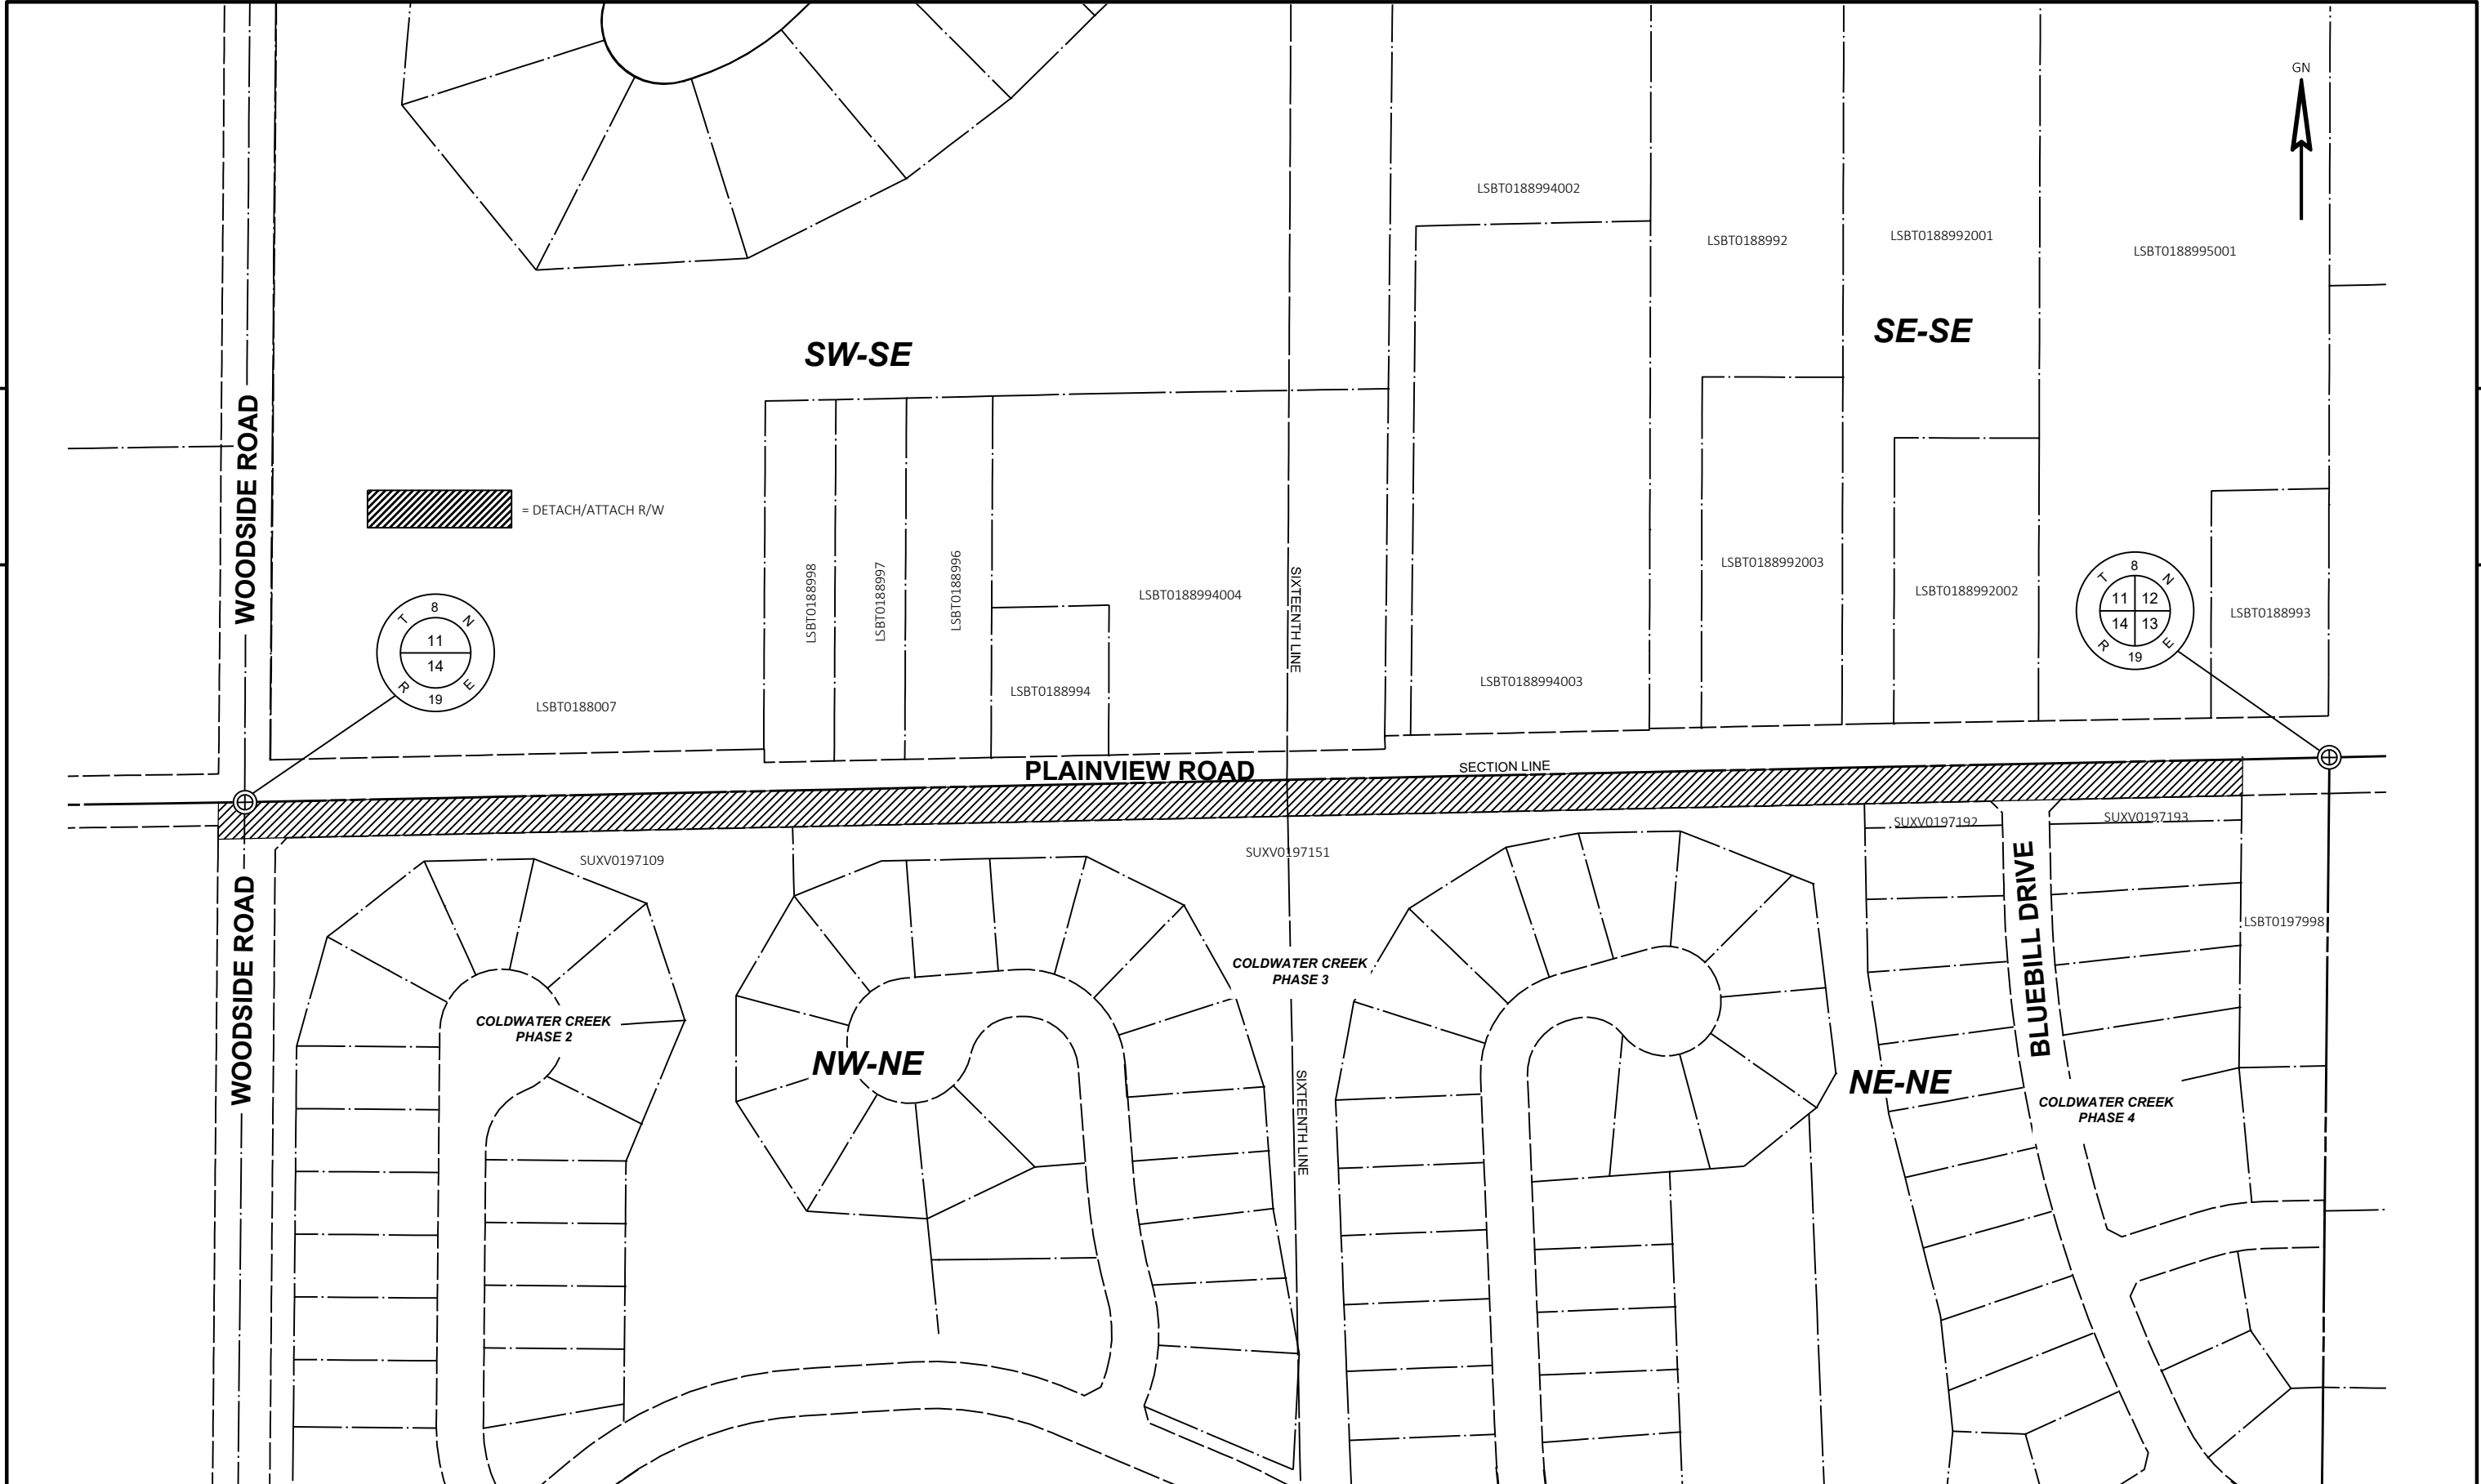 GN
LSBT0188994002
LSBT0188992
LSBT0188992001
LSBT0188995001
SW-SE
SE-SE
WOODSIDE ROAD
= DETACH/ATTACH R/W
LSBT0188998
LSBT0188997
LSBT0188996
LSBT0188994004
SIXTEENTH LINE
LSBT0188992003
LSBT0188992002
T 8 N
11 12
14 13
R 19 E
LSBT0188993
T 8 N
11
14
R 19 E
LSBT0188007
LSBT0188994
LSBT0188994003
PLAINVIEW ROAD
SECTION LINE
SUXV0197109
SUXV0197151
SUXV0197192
SUXV0197193
WOODSIDE ROAD
BLUEBILL DRIVE
LSBT0197998
COLDWATER CREEK
PHASE 3
COLDWATER CREEK
PHASE 2
NW-NE
SIXTEENTH LINE
NE-NE
COLDWATER CREEK
PHASE 4